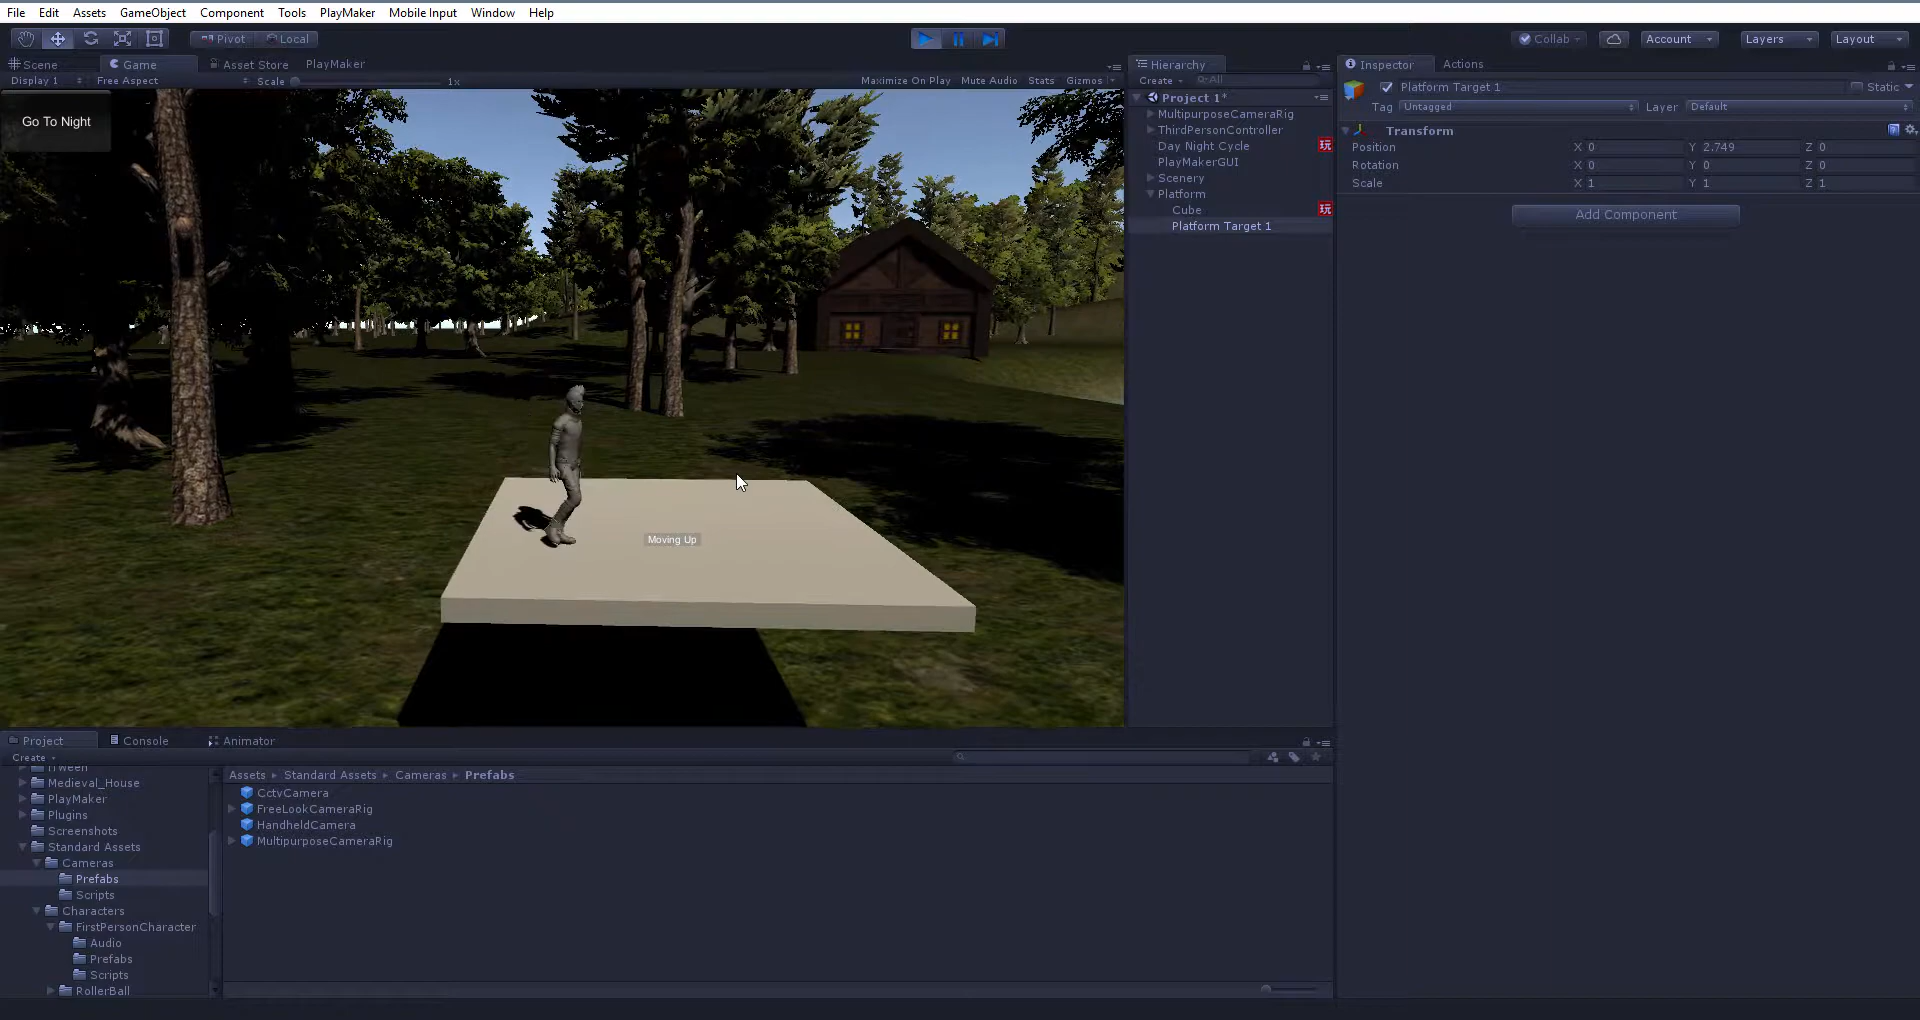 File Edit Assets GameObject Component Tools PlayMaker Mobile Input Window Help
Pivot Local Collab Account Layers Layout
Scene Game Asset Store PlayMaker
Display 1 Free Aspect Scale 1x Maximize On Play Mute Audio Stats Gizmos
Go To Night
Moving Up
Hierarchy
Create All
Project 1*
MultipurposeCameraRig
ThirdPersonController
Day Night Cycle 玩
PlayMakerGUI
Scenery
Platform
Cube 玩
Platform Target 1
Inspector Actions
Platform Target 1 Static
Tag Untagged Layer Default
Transform
Position X 0 Y 2.749 Z 0
Rotation X 0 Y 0 Z 0
Scale X 1 Y 1 Z 1
Add Component
Project Console Animator
Create
iTween
Medieval_House
PlayMaker
Plugins
Screenshots
Standard Assets
Cameras
Prefabs
Scripts
Characters
FirstPersonCharacter
Audio
Prefabs
Scripts
RollerBall
Assets Standard Assets Cameras Prefabs
CctvCamera
FreeLookCameraRig
HandheldCamera
MultipurposeCameraRig